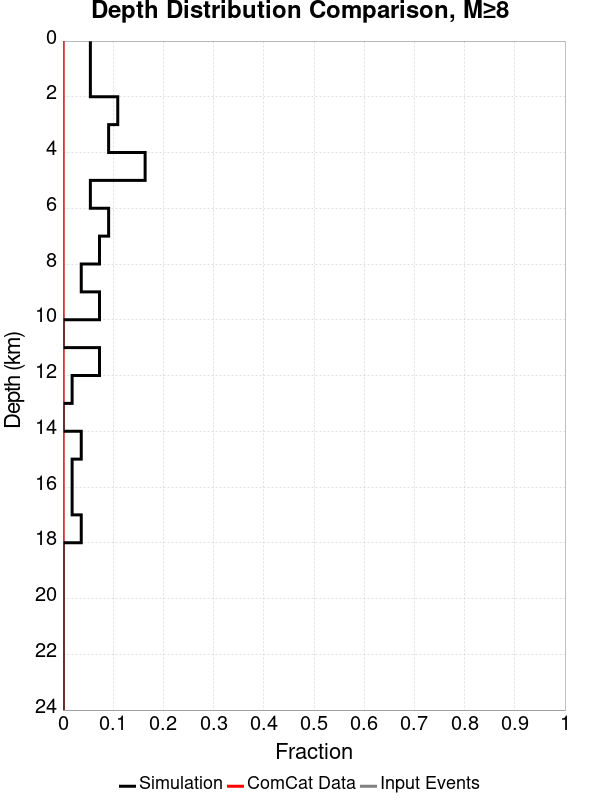 Depth Distribution Comparison, M≥8
0
2
4
6
8
10
12
14
16
18
20
22
24
Depth (km)
0 0.1 0.2 0.3 0.4 0.5 0.6 0.7 0.8 0.9 1
Fraction
Simulation ComCat Data Input Events